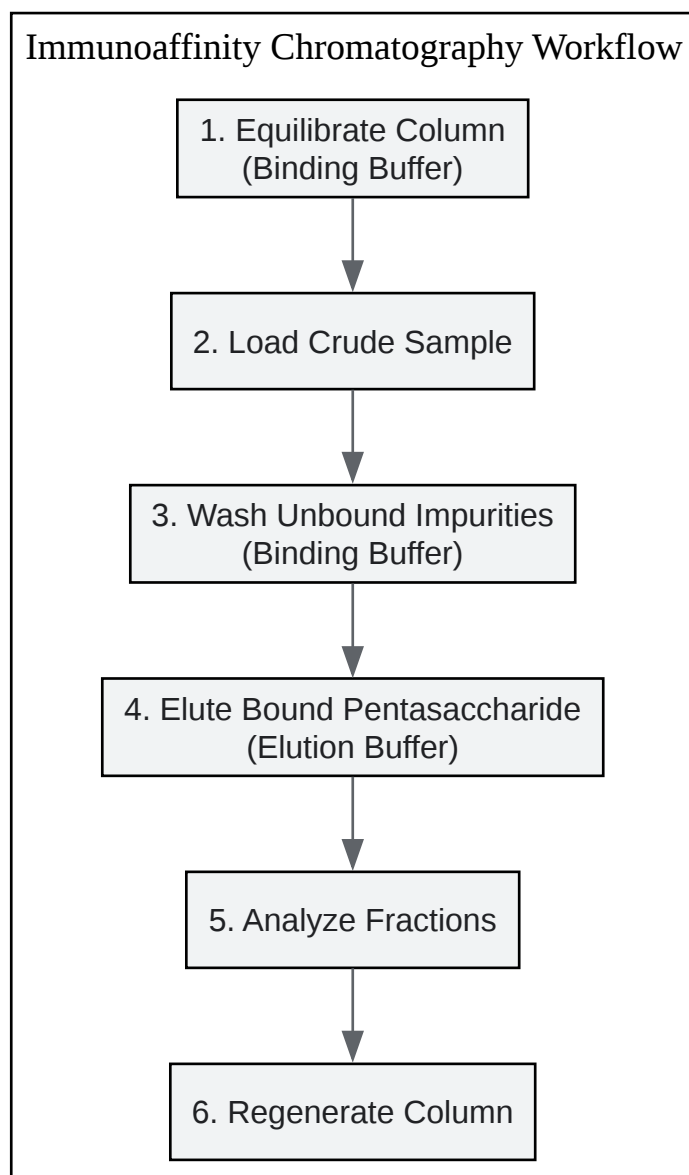 Immunoaffinity Chromatography Workflow
1. Equilibrate Column
(Binding Buffer)
2. Load Crude Sample
3. Wash Unbound Impurities
(Binding Buffer)
4. Elute Bound Pentasaccharide
(Elution Buffer)
5. Analyze Fractions
6. Regenerate Column